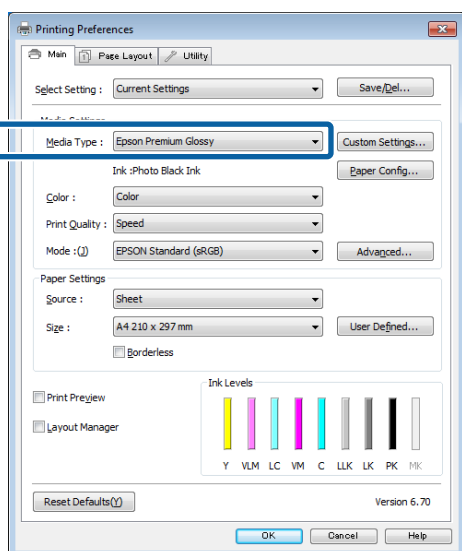 Printing Preferences
Main Page Layout Utility
Select Setting : Current Settings Save/Del...
Media Settings
Media Type : Epson Premium Glossy Custom Settings...
Ink :Photo Black Ink Paper Config...
Color : Color
Print Quality : Speed
Mode :(J) EPSON Standard (sRGB) Advanced...
Paper Settings
Source : Sheet
Size : A4 210 x 297 mm User Defined...
Borderless
Ink Levels
Print Preview
Layout Manager
Y VLM LC VM C LLK LK PK MK
Reset Defaults(Y) Version 6.70
OK Cancel Help